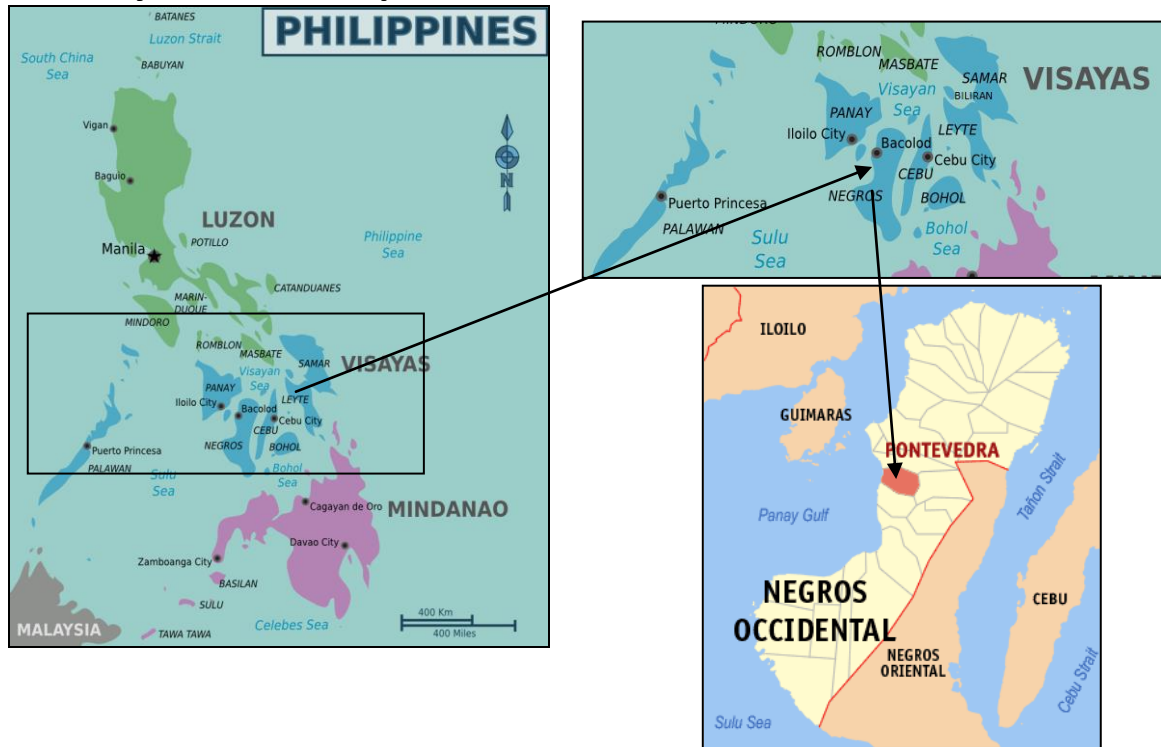 BATANES
PHILIPPINES
Luzon Strait
South China
Sea
BABUYAN
Vigan
Baguio
N
LUZON
Manila
POTILLO
Philippine
Sea
CATANDUANES
MARIN-
DUQUE
MINDORO
ROMBLON
MASBATE
SAMAR
VISAYAS
Visayan
Sea
PANAY
LEYTE
Iloilo City
Bacolod
Cebu City
CEBU
NEGROS
BOHOL
Puerto Princesa
PALAWAN
Sulu
Sea
Bohol
Sea
Cagayan de Oro
MINDANAO
Davao City
Zamboanga City
BASILAN
SULU
Celebes Sea
TAWA TAWA
MALAYSIA
400 Km
400 Miles
ROMBLON
MASBATE
SAMAR
VISAYAS
Visayan
Sea
BILIRAN
PANAY
LEYTE
Iloilo City
Bacolod
Cebu City
CEBU
NEGROS
BOHOL
Puerto Princesa
PALAWAN
Sulu
Sea
Bohol
Sea
ILOILO
GUIMARAS
PONTEVEDRA
Tañon Strait
Panay Gulf
NEGROS
OCCIDENTAL
CEBU
NEGROS
ORIENTAL
Cebu Strait
Sulu Sea